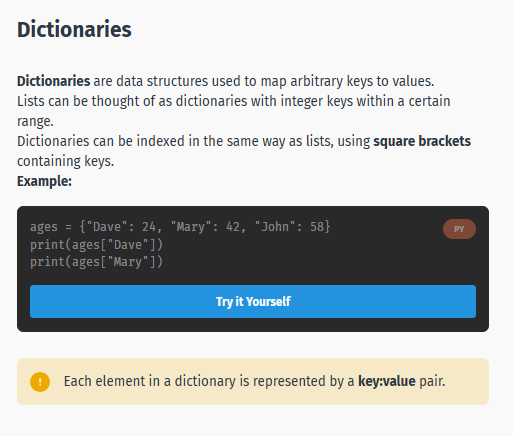 Dictionaries
Dictionaries are data structures used to map arbitrary keys to values.
Lists can be thought of as dictionaries with integer keys within a certain
range.
Dictionaries can be indexed in the same way as lists, using square brackets
containing keys.
Example:
ages = {"Dave": 24, "Mary": 42, "John": 58}
PY
print(ages["Dave"])
print(ages["Mary"])
Try it Yourself
! Each element in a dictionary is represented by a key:value pair.